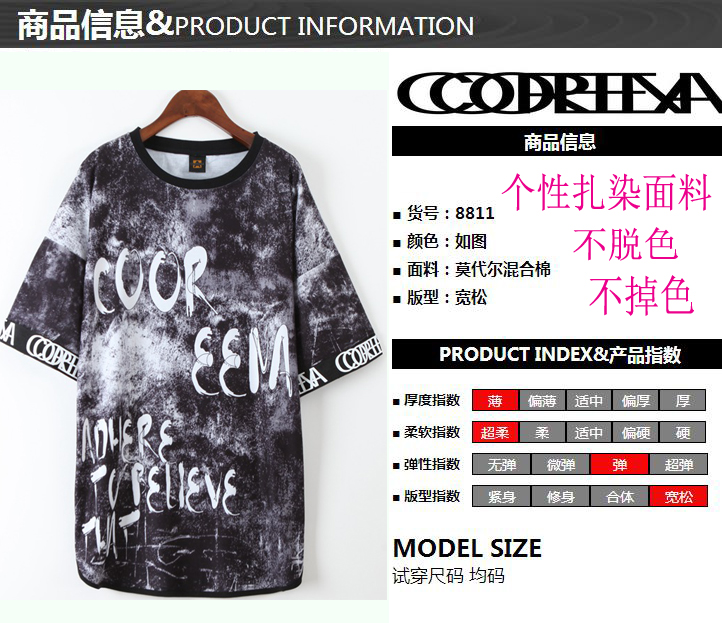 商品信息&PRODUCT INFORMATION
商品信息
个性扎染面料
不脱色
不掉色
■ 货号：8811
■ 颜色：如图
■ 面料：莫代尔混合棉
■ 版型：宽松
COOR
EEMA
ADHERE
TO BELIEVE
THAT
PRODUCT INDEX&产品指数
■ 厚度指数 薄 偏薄 适中 偏厚 厚
■ 柔软指数 超柔 柔 适中 偏硬 硬
■ 弹性指数 无弹 微弹 弹 超弹
■ 版型指数 紧身 修身 合体 宽松
MODEL SIZE
试穿尺码 均码